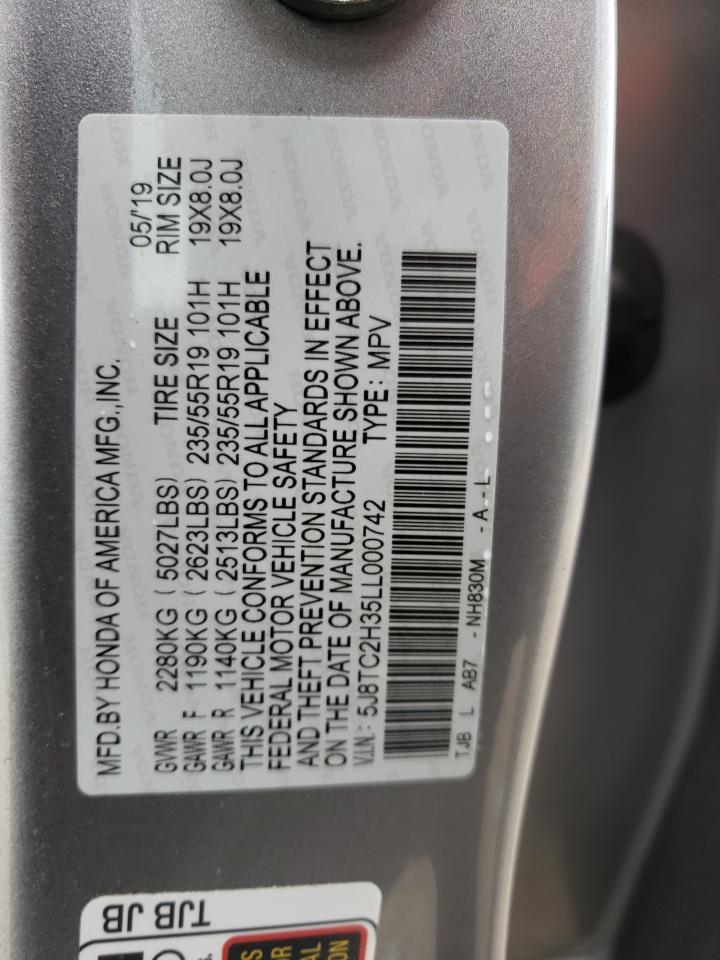 MFD.BY HONDA OF AMERICA MFG.,INC. 05/'19
GVWR 2280KG (5027LBS) TIRE SIZE RIM SIZE
GAWR F 1190KG (2623LBS) 235/55R19 101H 19X8.0J
GAWR R 1140KG (2513LBS) 235/55R19 101H 19X8.0J
THIS VEHICLE CONFORMS TO ALL APPLICABLE
FEDERAL MOTOR VEHICLE SAFETY
AND THEFT PREVENTION STANDARDS IN EFFECT
ON THE DATE OF MANUFACTURE SHOWN ABOVE.
V.I.N.: 5J8TC2H35LL000742 TYPE: MPV
TJB L AB7 -NH830M -A.-L
TJB JB